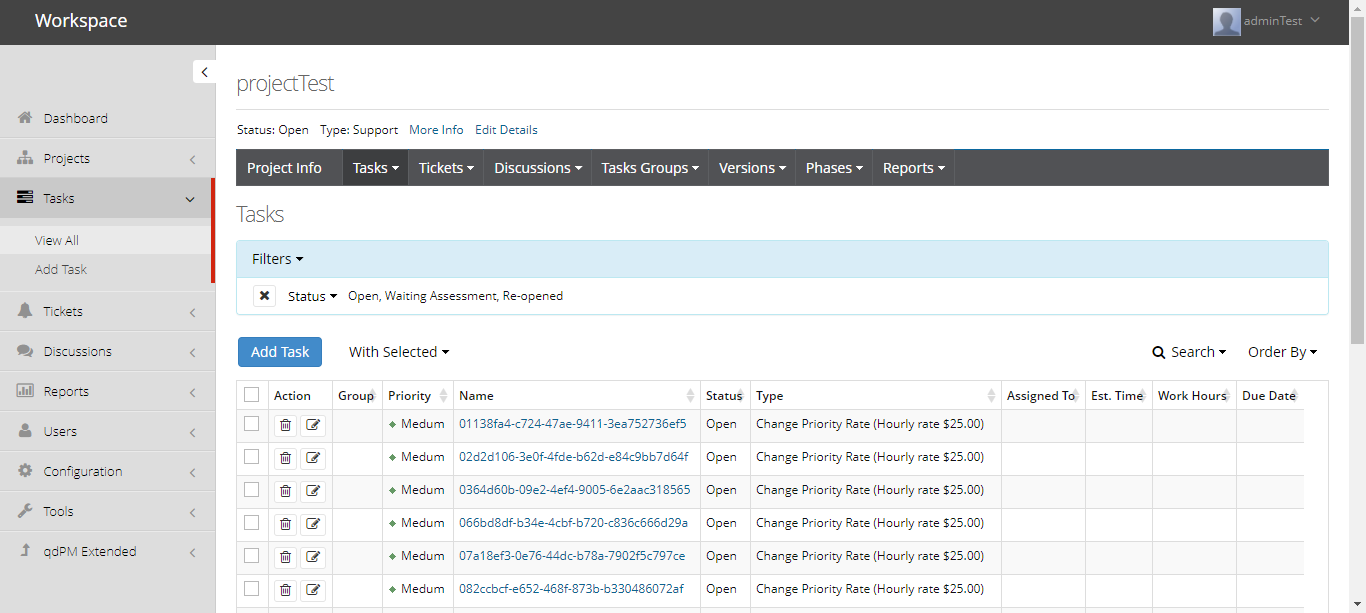 Workspace
adminTest
projectTest
Status: Open Type: Support More Info Edit Details
Dashboard
Projects
Tasks
View All
Add Task
Tickets
Discussions
Reports
Users
Configuration
Tools
qdPM Extended
Project Info Tasks Tickets Discussions Tasks Groups Versions Phases Reports
Tasks
Filters
Status Open, Waiting Assessment, Re-opened
Add Task With Selected Search Order By
Action Group Priority Name Status Type Assigned To Est. Time Work Hours Due Date
Medum 01138fa4-c724-47ae-9411-3ea752736ef5 Open Change Priority Rate (Hourly rate $25.00)
Medum 02d2d106-3e0f-4fde-b62d-e84c9bb7d64f Open Change Priority Rate (Hourly rate $25.00)
Medum 0364d60b-09e2-4ef4-9005-6e2aac318565 Open Change Priority Rate (Hourly rate $25.00)
Medum 066bd8df-b34e-4cbf-b720-c836c666d29a Open Change Priority Rate (Hourly rate $25.00)
Medum 07a18ef3-0e76-44dc-b78a-7902f5c797ce Open Change Priority Rate (Hourly rate $25.00)
Medum 082ccbcf-e652-468f-873b-b330486072af Open Change Priority Rate (Hourly rate $25.00)